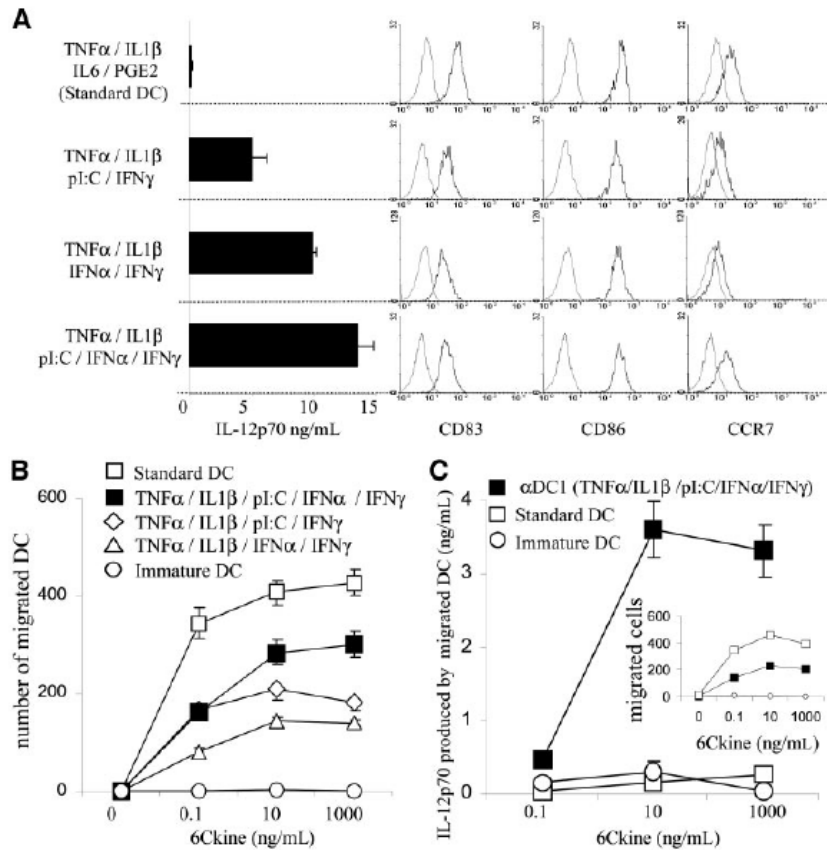 A
TNFα / IL1β
IL6 / PGE2
(Standard DC)
TNFα / IL1β
pI:C / IFNγ
TNFα / IL1β
IFNα / IFNγ
TNFα / IL1β
pI:C / IFNα / IFNγ
0 5 10 15
IL-12p70 ng/mL
CD83 CD86 CCR7
B
□ Standard DC
■ TNFα / IL1β / pI:C / IFNα / IFNγ
◇ TNFα / IL1β / pI:C / IFNγ
△ TNFα / IL1β / IFNα / IFNγ
○ Immature DC
number of migrated DC
600
400
200
0
0 0.1 10 1000
6Ckine (ng/mL)
C
■ αDC1 (TNFα/IL1β /pI:C/IFNα/IFNγ)
□ Standard DC
○ Immature DC
IL-12p70 produced by migrated DC (ng/mL)
4
3
2
1
0
0.1 10 1000
6Ckine (ng/mL)
migrated cells
600
400
200
0
0 0.1 10 1000
6Ckine (ng/mL)